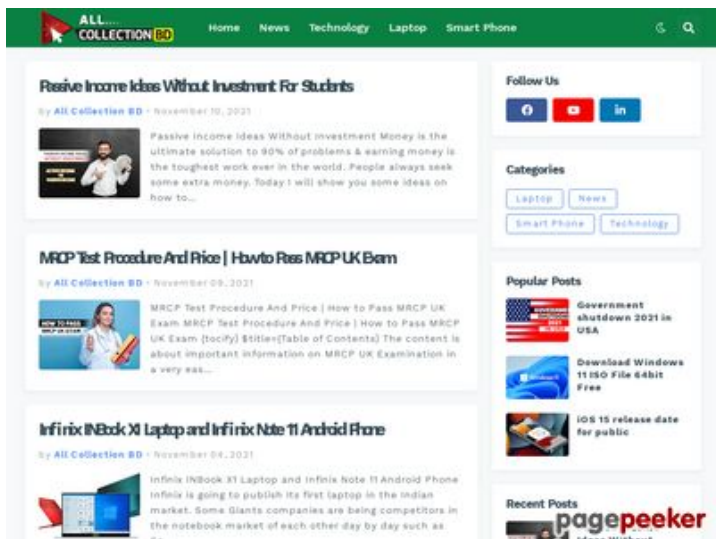 ALL....
COLLECTION BD
Home News Technology Laptop Smart Phone
Passive Income Ideas Without Investment For Students
by All Collection BD - November 10, 2021
Passive Income Ideas Without Investment Money is the
ultimate solution to 90% of problems & earning money is
the toughest work ever in the world. People always seek
some extra money. Today I will show you some ideas on
how to...
MRCP Test Procedure And Price | How to Pass MRCP UK Exam
by All Collection BD - November 09, 2021
HOW TO PASS
MRCP UK EXAM
MRCP Test Procedure And Price | How to Pass MRCP UK
Exam MRCP Test Procedure And Price | How to Pass MRCP
UK Exam {tocify} $title={Table of Contents} The content is
about important information on MRCP UK Examination in
a very eas...
Infinix INBook X1 Laptop and Infinix Note 11 Android Phone
by All Collection BD - November 04, 2021
Infinix INBook X1 Laptop and Infinix Note 11 Android Phone
Infinix is going to publish its first laptop in the Indian
market. Some Giants companies are being competitors in
the notebook market of each other day by day such as
Follow Us
Categories
Laptop News
Smart Phone Technology
Popular Posts
Government
shutdown 2021 in
USA
Download Windows
11 ISO File 64bit
Free
iOS 15 release date
for public
Recent Posts
pagepeeker